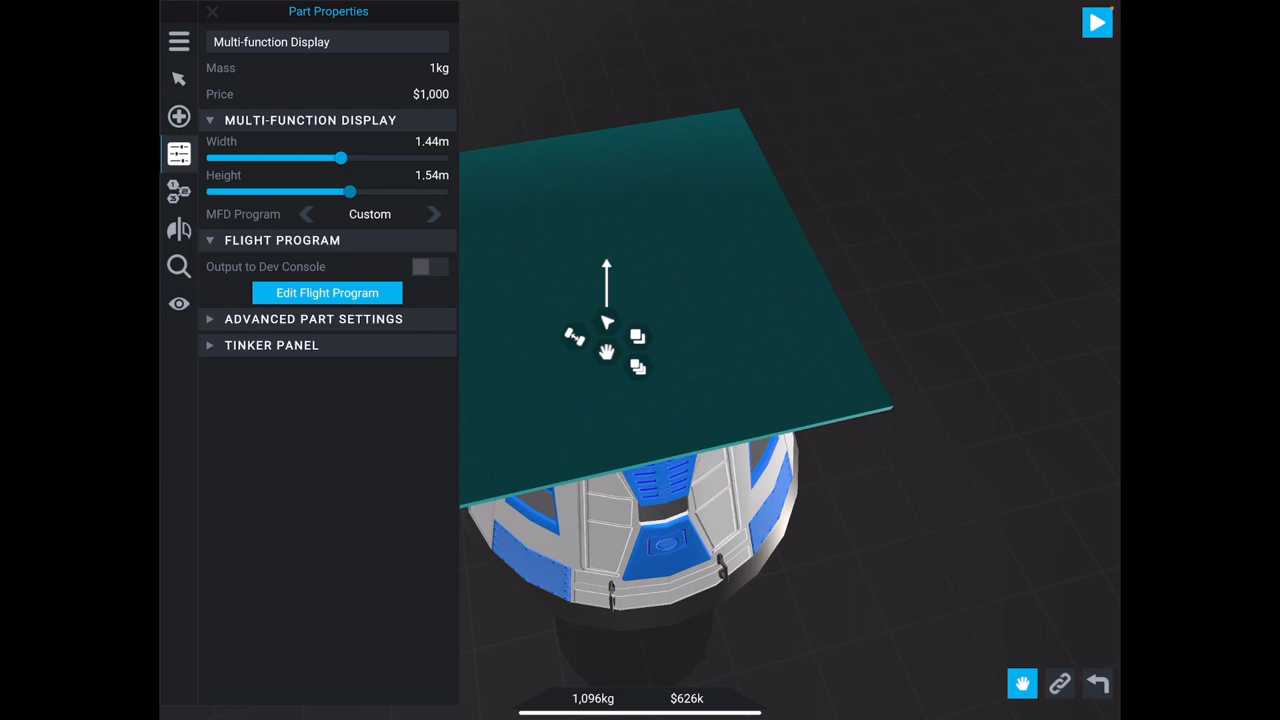 Part Properties
Multi-function Display
Mass 1kg
Price $1,000
MULTI-FUNCTION DISPLAY
Width 1.44m
Height 1.54m
MFD Program Custom
FLIGHT PROGRAM
Output to Dev Console
Edit Flight Program
ADVANCED PART SETTINGS
TINKER PANEL
1,096kg $626k